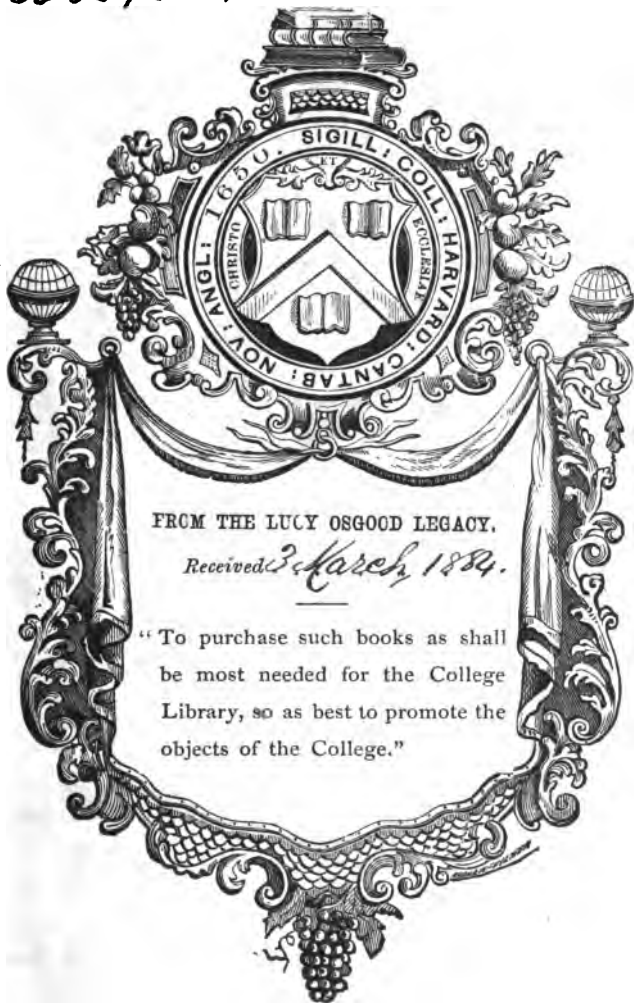 SIGILL : COLL : HARVARD : CANTAB : NOV : ANGL : 1650.
ET
CHRISTO
ECCLESIAE
FROM THE LUCY OSGOOD LEGACY.
Received 3 March, 1884.
"To purchase such books as shall
be most needed for the College
Library, so as best to promote the
objects of the College."